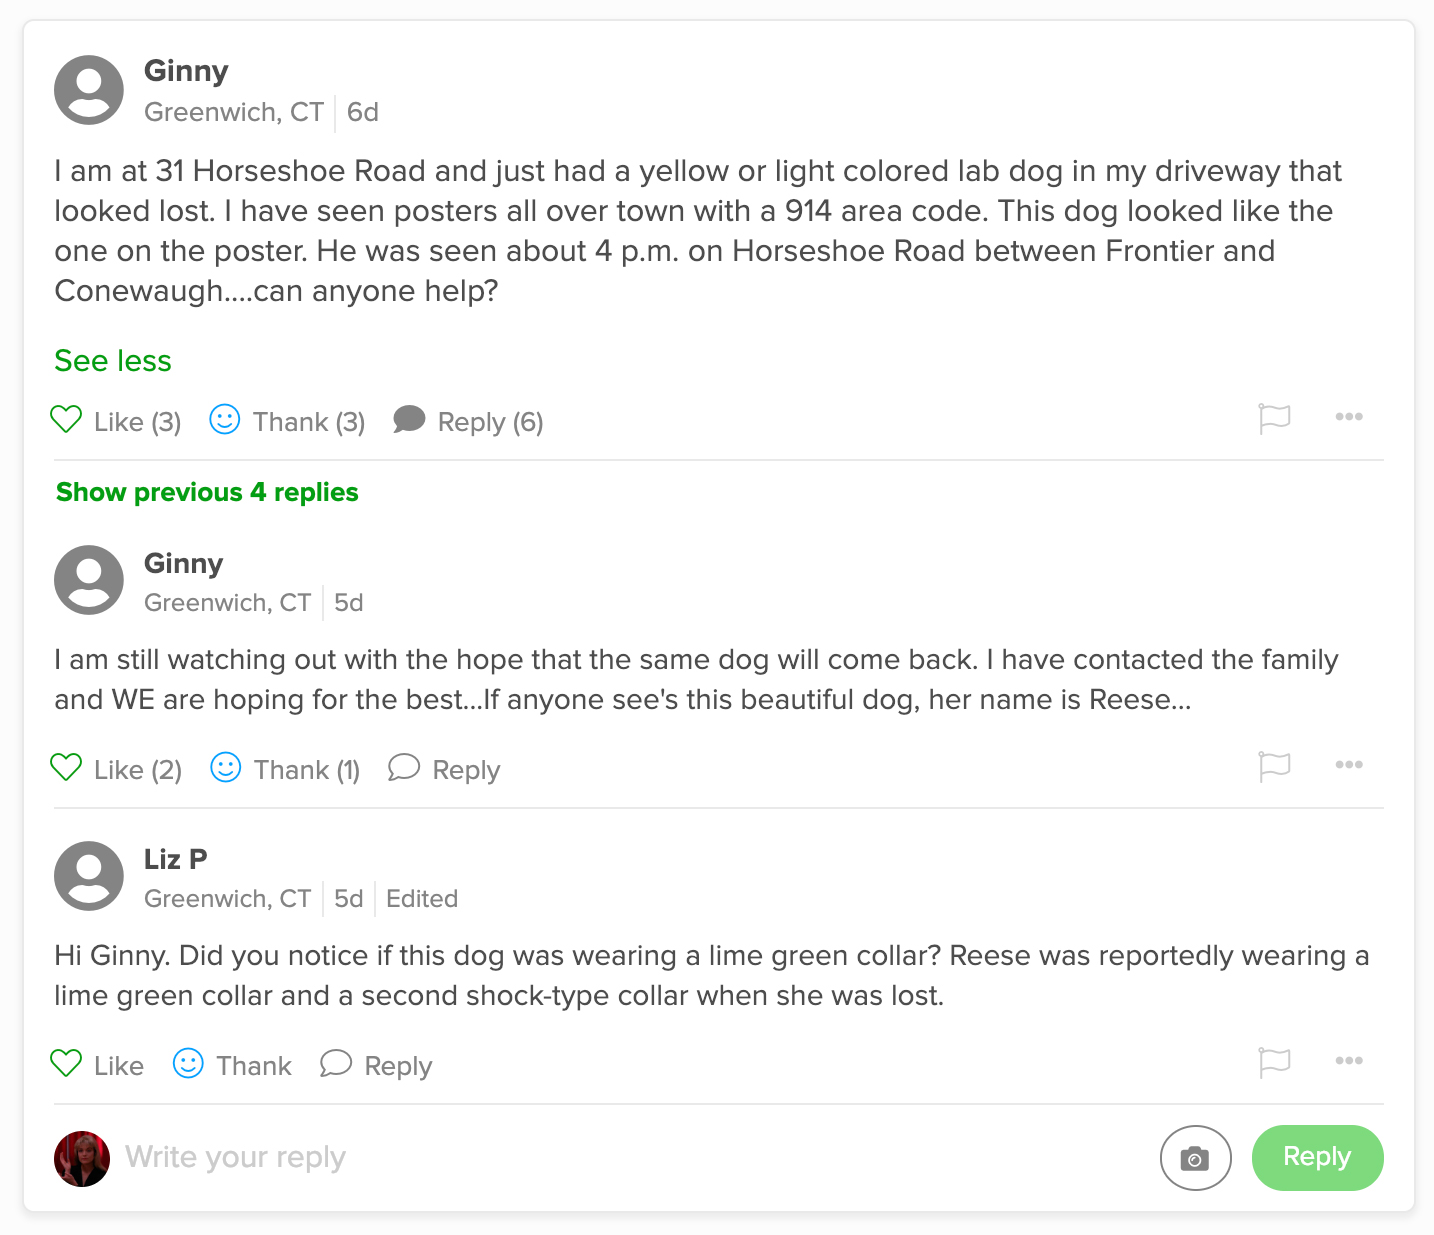 Ginny
Greenwich, CT 6d
I am at 31 Horseshoe Road and just had a yellow or light colored lab dog in my driveway that
looked lost. I have seen posters all over town with a 914 area code. This dog looked like the
one on the poster. He was seen about 4 p.m. on Horseshoe Road between Frontier and
Conewaugh....can anyone help?
See less
Like (3) Thank (3) Reply (6)
Show previous 4 replies
Ginny
Greenwich, CT 5d
I am still watching out with the hope that the same dog will come back. I have contacted the family
and WE are hoping for the best...If anyone see's this beautiful dog, her name is Reese...
Like (2) Thank (1) Reply
Liz P
Greenwich, CT 5d Edited
Hi Ginny. Did you notice if this dog was wearing a lime green collar? Reese was reportedly wearing a
lime green collar and a second shock-type collar when she was lost.
Like Thank Reply
Write your reply Reply